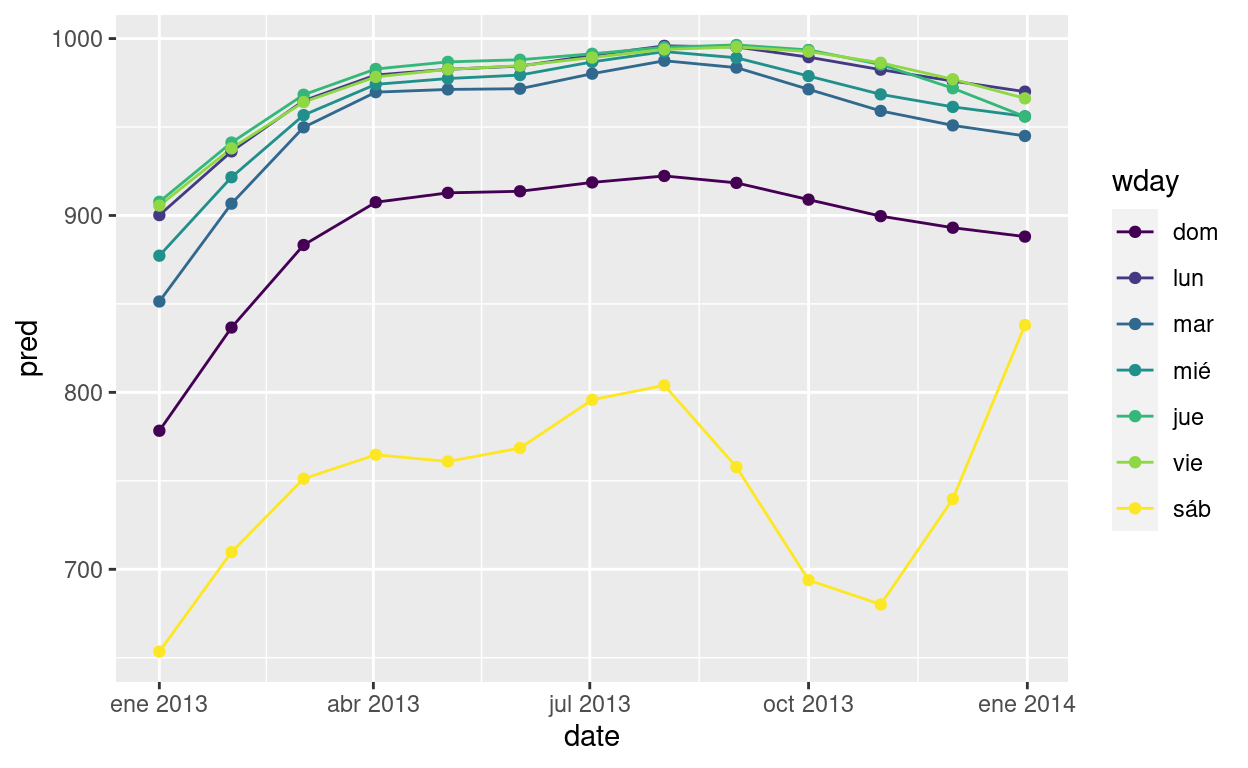 1000
900
800
700
pred
ene 2013
abr 2013
jul 2013
oct 2013
ene 2014
date
wday
dom
lun
mar
mié
jue
vie
sáb